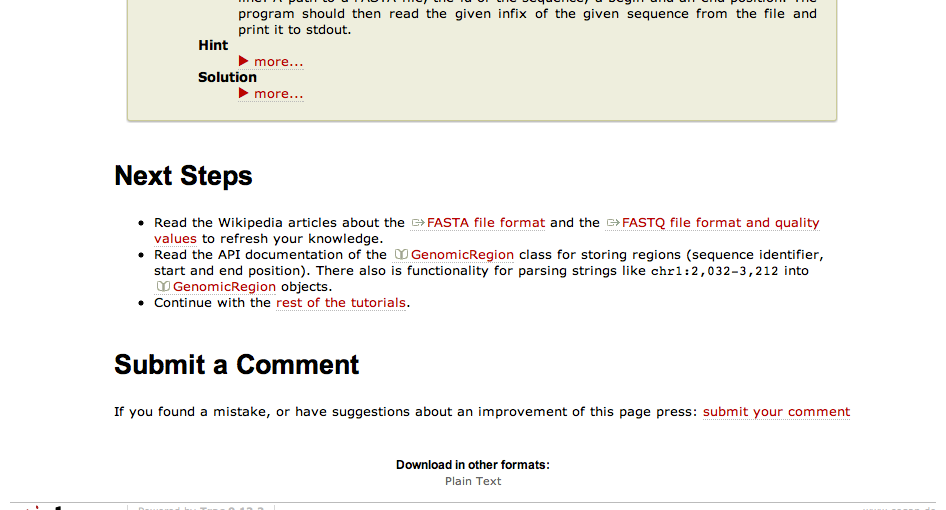 program should then read the given infix of the given sequence from the file and
print it to stdout.
Hint
more...
Solution
more...
Next Steps
• Read the Wikipedia articles about the FASTA file format and the FASTQ file format and quality
values to refresh your knowledge.
• Read the API documentation of the GenomicRegion class for storing regions (sequence identifier,
start and end position). There also is functionality for parsing strings like chr1:2,032-3,212 into
GenomicRegion objects.
• Continue with the rest of the tutorials.
Submit a Comment
If you found a mistake, or have suggestions about an improvement of this page press: submit your comment
Download in other formats:
Plain Text